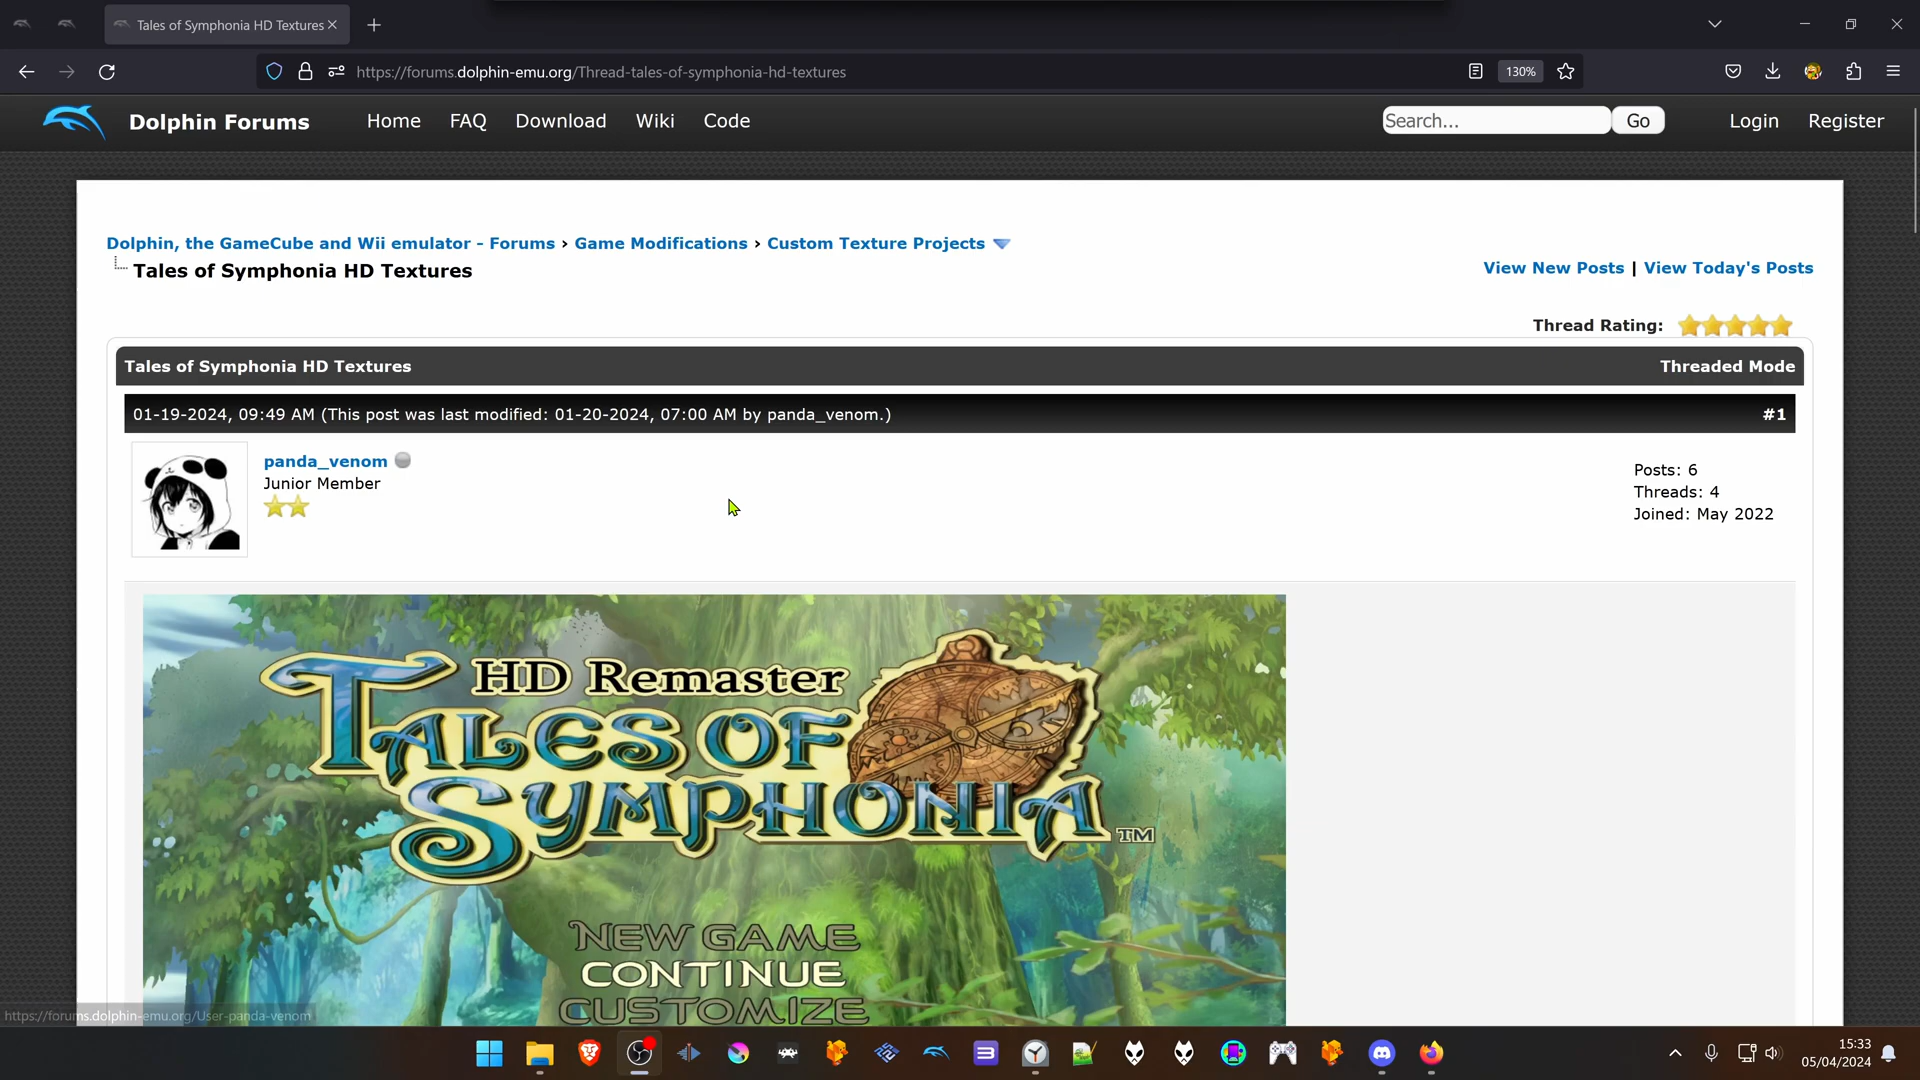 Tales of Symphonia HD Textures
https://forums.dolphin-emu.org/Thread-tales-of-symphonia-hd-textures
130%
Dolphin Forums
Home
FAQ
Download
Wiki
Code
Search...
Go
Login
Register
Dolphin, the GameCube and Wii emulator - Forums › Game Modifications › Custom Texture Projects
Tales of Symphonia HD Textures
View New Posts | View Today's Posts
Thread Rating:
Tales of Symphonia HD Textures
Threaded Mode
01-19-2024, 09:49 AM (This post was last modified: 01-20-2024, 07:00 AM by panda_venom.)
#1
panda_venom
Junior Member
Posts: 6
Threads: 4
Joined: May 2022
HD Remaster
TALES OF
SYMPHONIA™
NEW GAME
CONTINUE
CUSTOMIZE
https://forums.dolphin-emu.org/User-panda-venom
15:33
05/04/2024